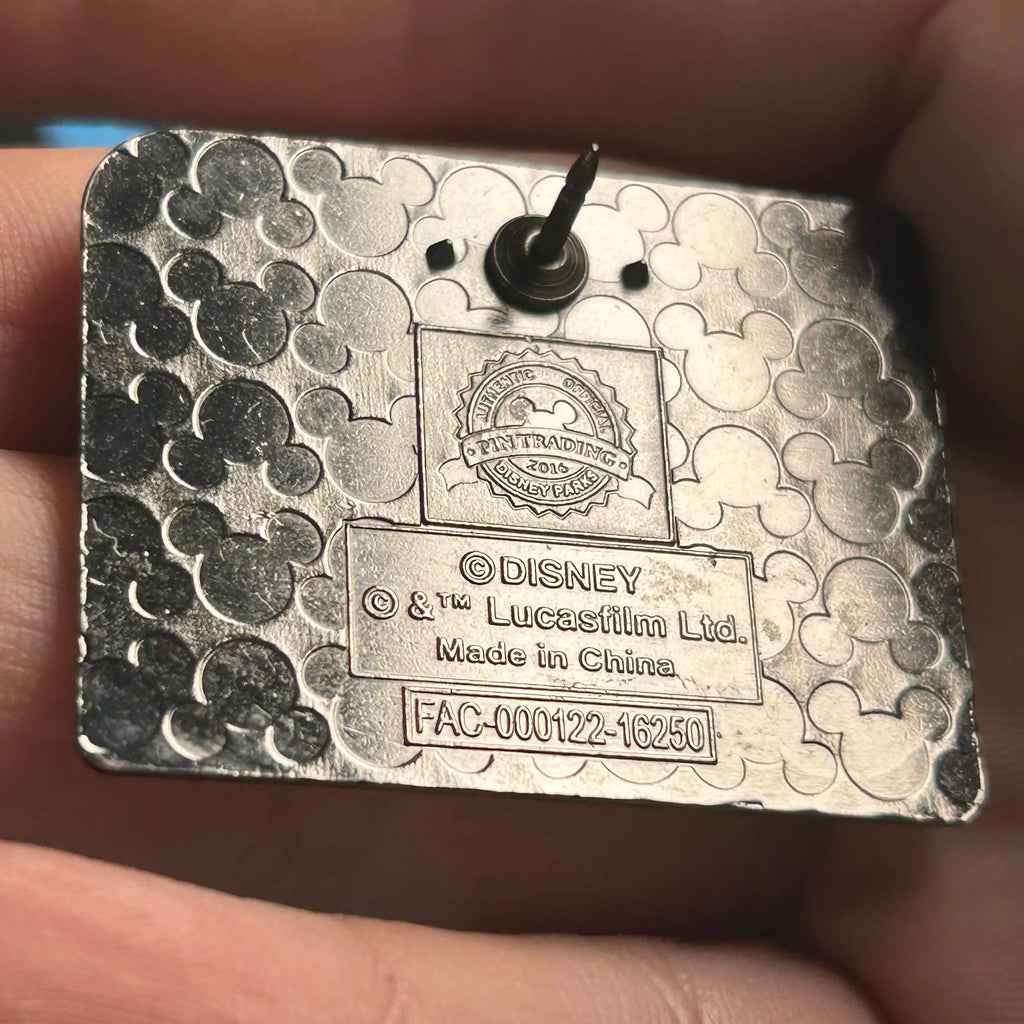 AUTHENTIC OFFICIAL
PIN TRADING
2016
DISNEY PARKS
©DISNEY
© &™ Lucasfilm Ltd.
Made in China
FAC-000122-16250